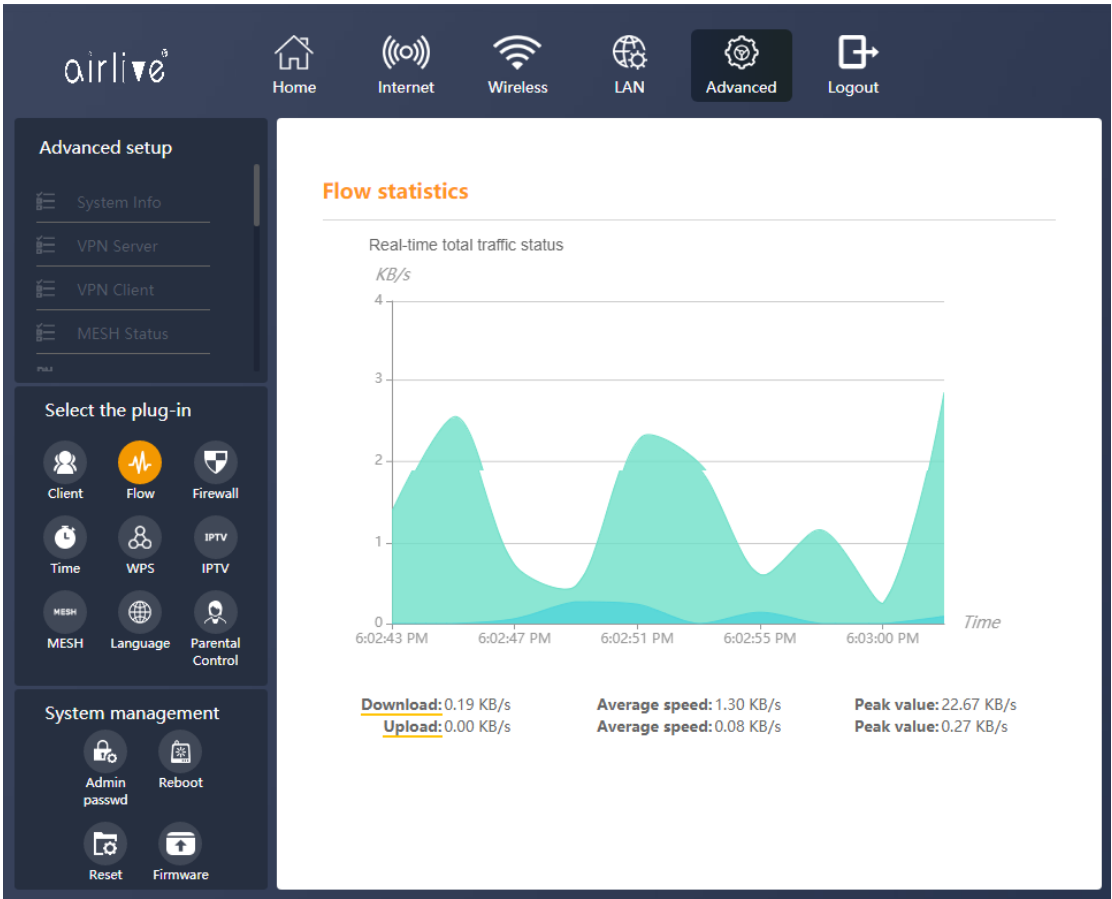 airlive
Home
Internet
Wireless
LAN
Advanced
Logout
Advanced setup
System Info
VPN Server
VPN Client
MESH Status
Select the plug-in
Client
Flow
Firewall
Time
WPS
IPTV
IPTV
MESH
MESH
Language
Parental
Control
System management
Admin
passwd
Reboot
Reset
Firmware
Flow statistics
Real-time total traffic status
KB/s
4
3
2
1
0
6:02:43 PM 6:02:47 PM 6:02:51 PM 6:02:55 PM 6:03:00 PM
Time
Download: 0.19 KB/s Average speed: 1.30 KB/s Peak value: 22.67 KB/s
Upload: 0.00 KB/s Average speed: 0.08 KB/s Peak value: 0.27 KB/s